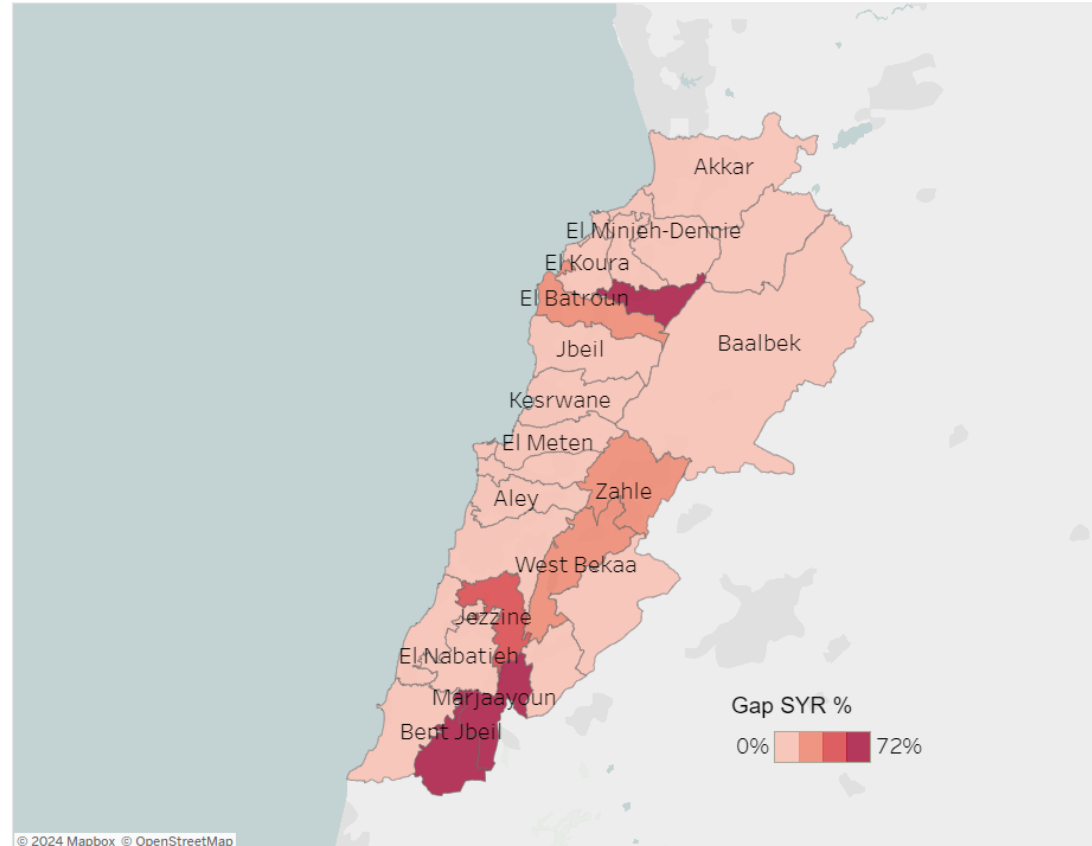 Akkar
El Minieh-Dennie
El Koura
El Batroun
Baalbek
Jbeil
Kesrwane
El Meten
Zahle
Aley
West Bekaa
Jezzine
El Nabatieh
Marjaayoun
Bent Jbeil
Gap SYR %
0% 72%
© 2024 Mapbox © OpenStreetMap